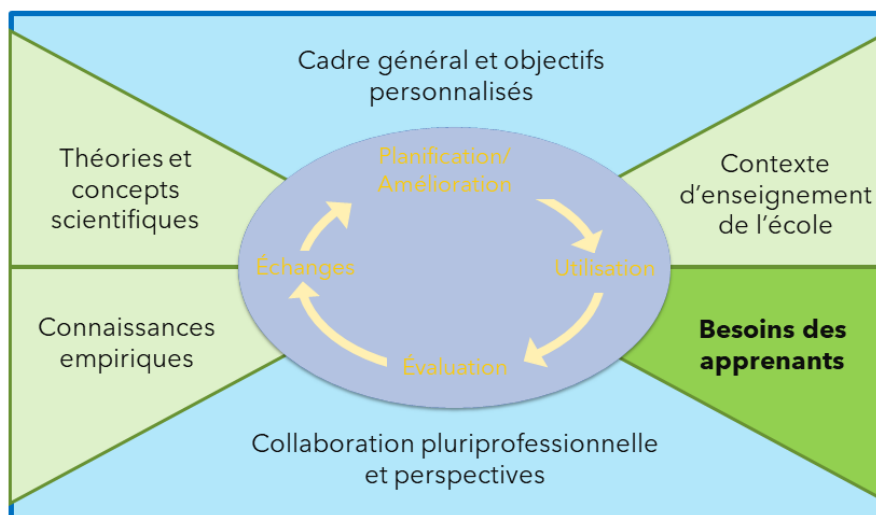 Cadre général et objectifs
personnalisés
Théories et
concepts
scientifiques
Planification/
Amélioration
Contexte
d’enseignement
de l’école
Échanges
Utilisation
Connaissances
empiriques
Évaluation
Besoins des
apprenants
Collaboration pluriprofessionnelle
et perspectives